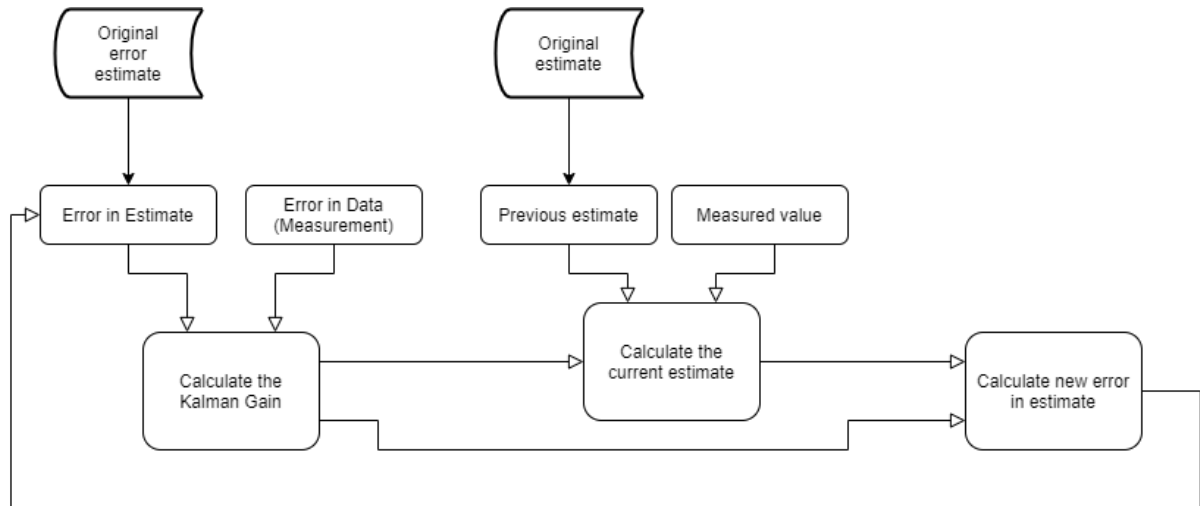 Original
error
estimate
Original
estimate
Error in Estimate
Error in Data
(Measurement)
Previous estimate
Measured value
Calculate the
Kalman Gain
Calculate the
current estimate
Calculate new error
in estimate